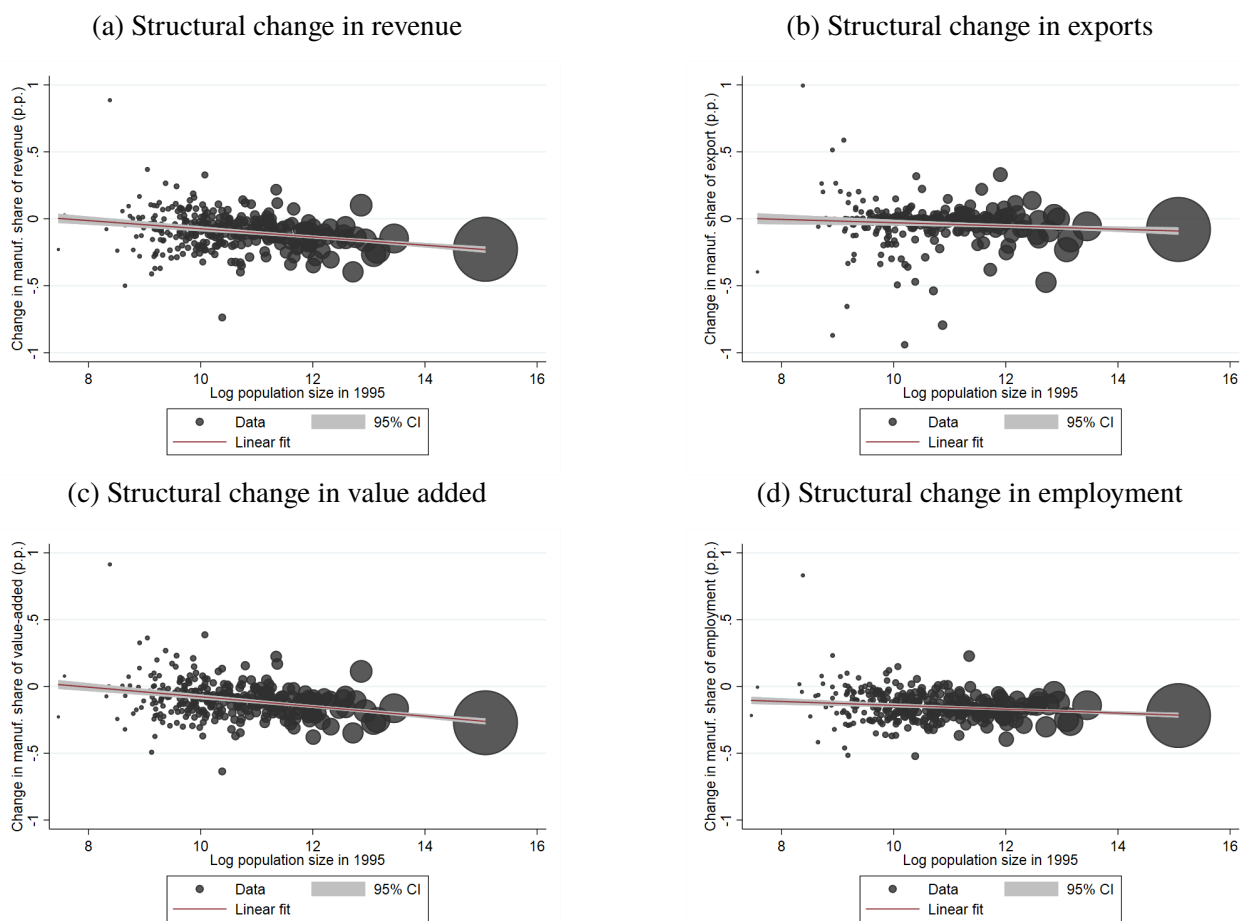 (a) Structural change in revenue
Change in manuf. share of revenue (p.p.)
1
.5
0
-.5
-1
8 10 12 14 16
Log population size in 1995
Data 95% CI
Linear fit
(b) Structural change in exports
Change in manuf. share of export (p.p.)
1
.5
0
-.5
-1
8 10 12 14 16
Log population size in 1995
Data 95% CI
Linear fit
(c) Structural change in value added
Change in manuf. share of value-added (p.p.)
1
.5
0
-.5
-1
8 10 12 14 16
Log population size in 1995
Data 95% CI
Linear fit
(d) Structural change in employment
Change in manuf. share of employment (p.p.)
1
.5
0
-.5
-1
8 10 12 14 16
Log population size in 1995
Data 95% CI
Linear fit